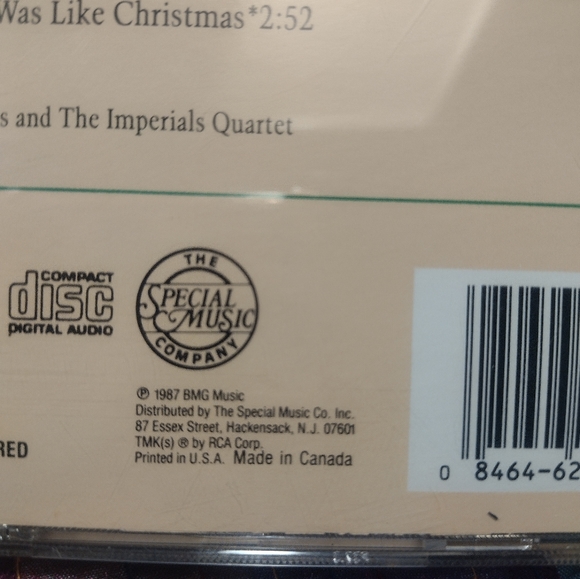 Was Like Christmas*2:52
s and The Imperials Quartet
COMPACT
disc
DIGITAL AUDIO
THE
SPECIAL
MUSIC
COMPANY
℗ 1987 BMG Music
Distributed by The Special Music Co. Inc.
87 Essex Street, Hackensack, N.J. 07601
TMK(s) ® by RCA Corp.
Printed in U.S.A. Made in Canada
RED
0 8464-62